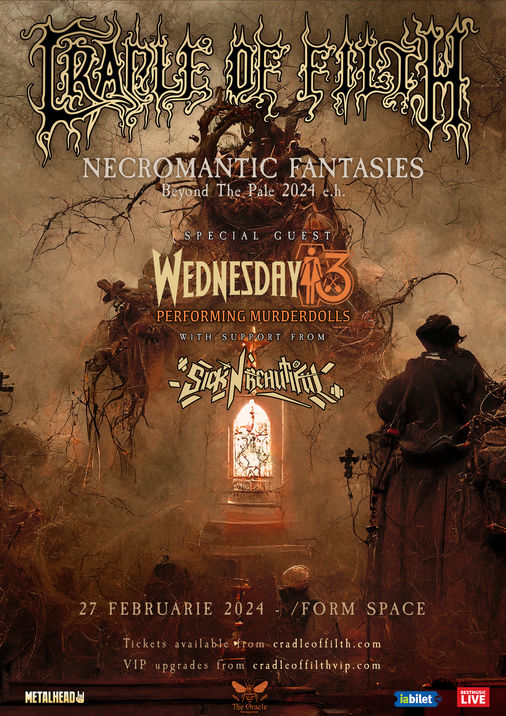 CRADLE OF FILTH
NECROMANTIC FANTASIES
Beyond The Pale 2024 e.h.
SPECIAL GUEST
WEDNESDAY 13
PERFORMING MURDERDOLLS
WITH SUPPORT FROM
SICK N' BEAUTIFUL
27 FEBRUARIE 2024 - /FORM SPACE
Tickets available from cradleoffilth.com
VIP upgrades from cradleoffilthvip.com
METALHEAD
The Oracle
iabilet
BESTMUSIC
LIVE